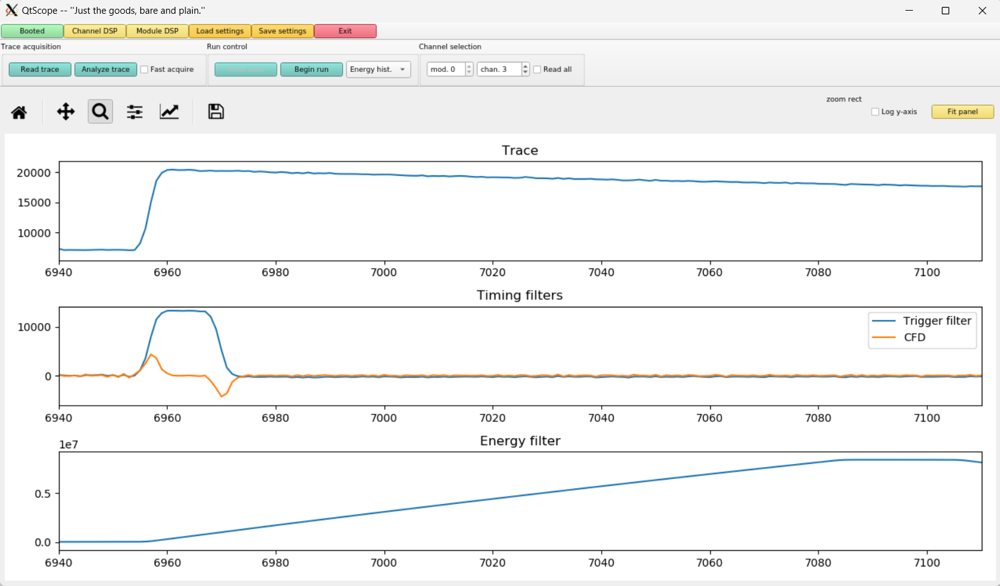 QtScope -- "Just the goods, bare and plain."
Booted Channel DSP Module DSP Load settings Save settings Exit
Trace acquisition Run control Channel selection
Read trace Analyze trace Fast acquire Begin run Energy hist. mod. 0 chan. 3 Read all
zoom rect
Log y-axis Fit panel
Trace
20000
15000
10000
6940 6960 6980 7000 7020 7040 7060 7080 7100
Timing filters
Trigger filter
CFD
10000
0
6940 6960 6980 7000 7020 7040 7060 7080 7100
Energy filter
1e7
0.5
0.0
6940 6960 6980 7000 7020 7040 7060 7080 7100